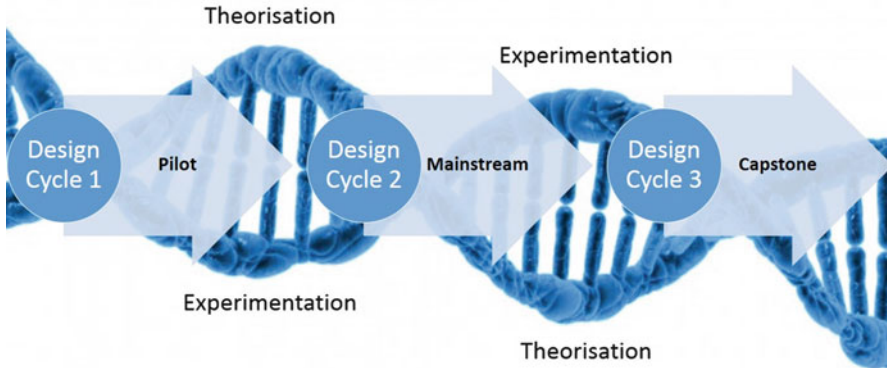 Theorisation
Experimentation
Design
Cycle 1
Pilot
Design
Cycle 2
Mainstream
Design
Cycle 3
Capstone
Experimentation
Theorisation